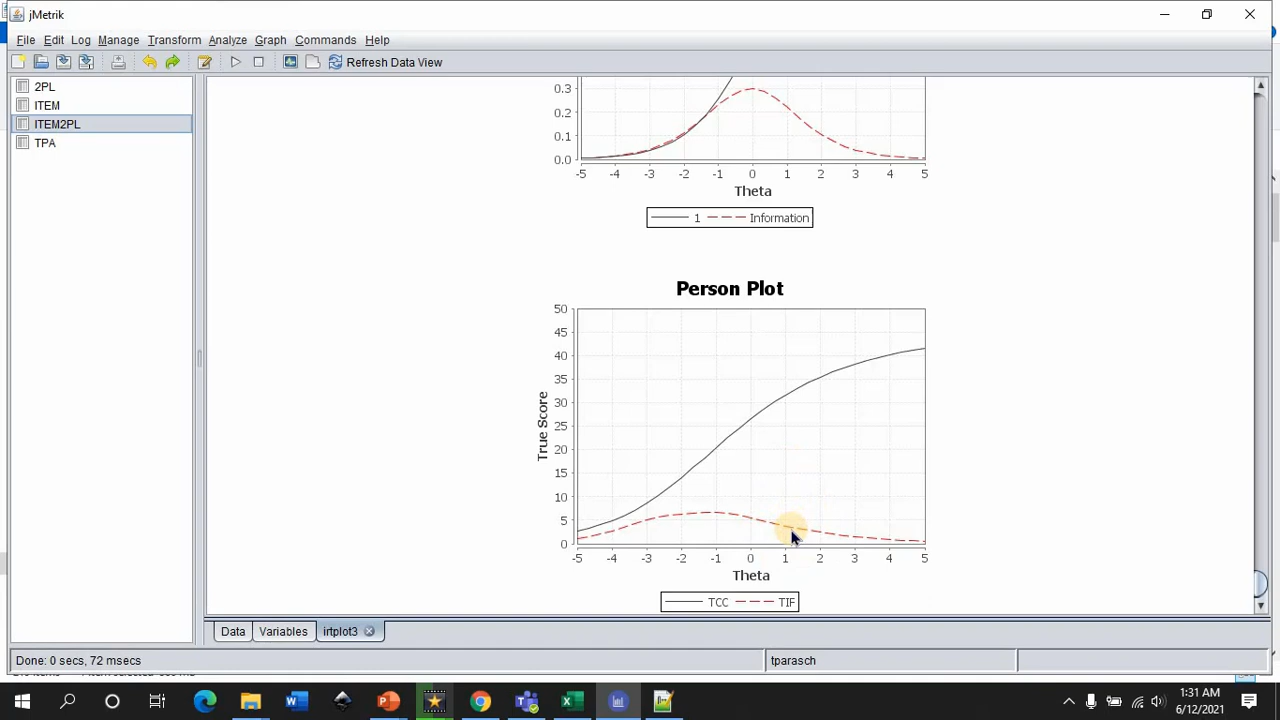 jMetrik
File Edit Log Manage Transform Analyze Graph Commands Help
Refresh Data View
2PL
ITEM
ITEM2PL
TPA
0.3
0.2
0.1
0.0
-5 -4 -3 -2 -1 0 1 2 3 4 5
Theta
1 Information
Person Plot
50
45
40
35
30
25
20
15
10
5
0
True Score
-5 -4 -3 -2 -1 0 1 2 3 4 5
Theta
TCC TIF
Data Variables irtplot3
Done: 0 secs, 72 msecs
tparasch
1:31 AM
6/12/2021